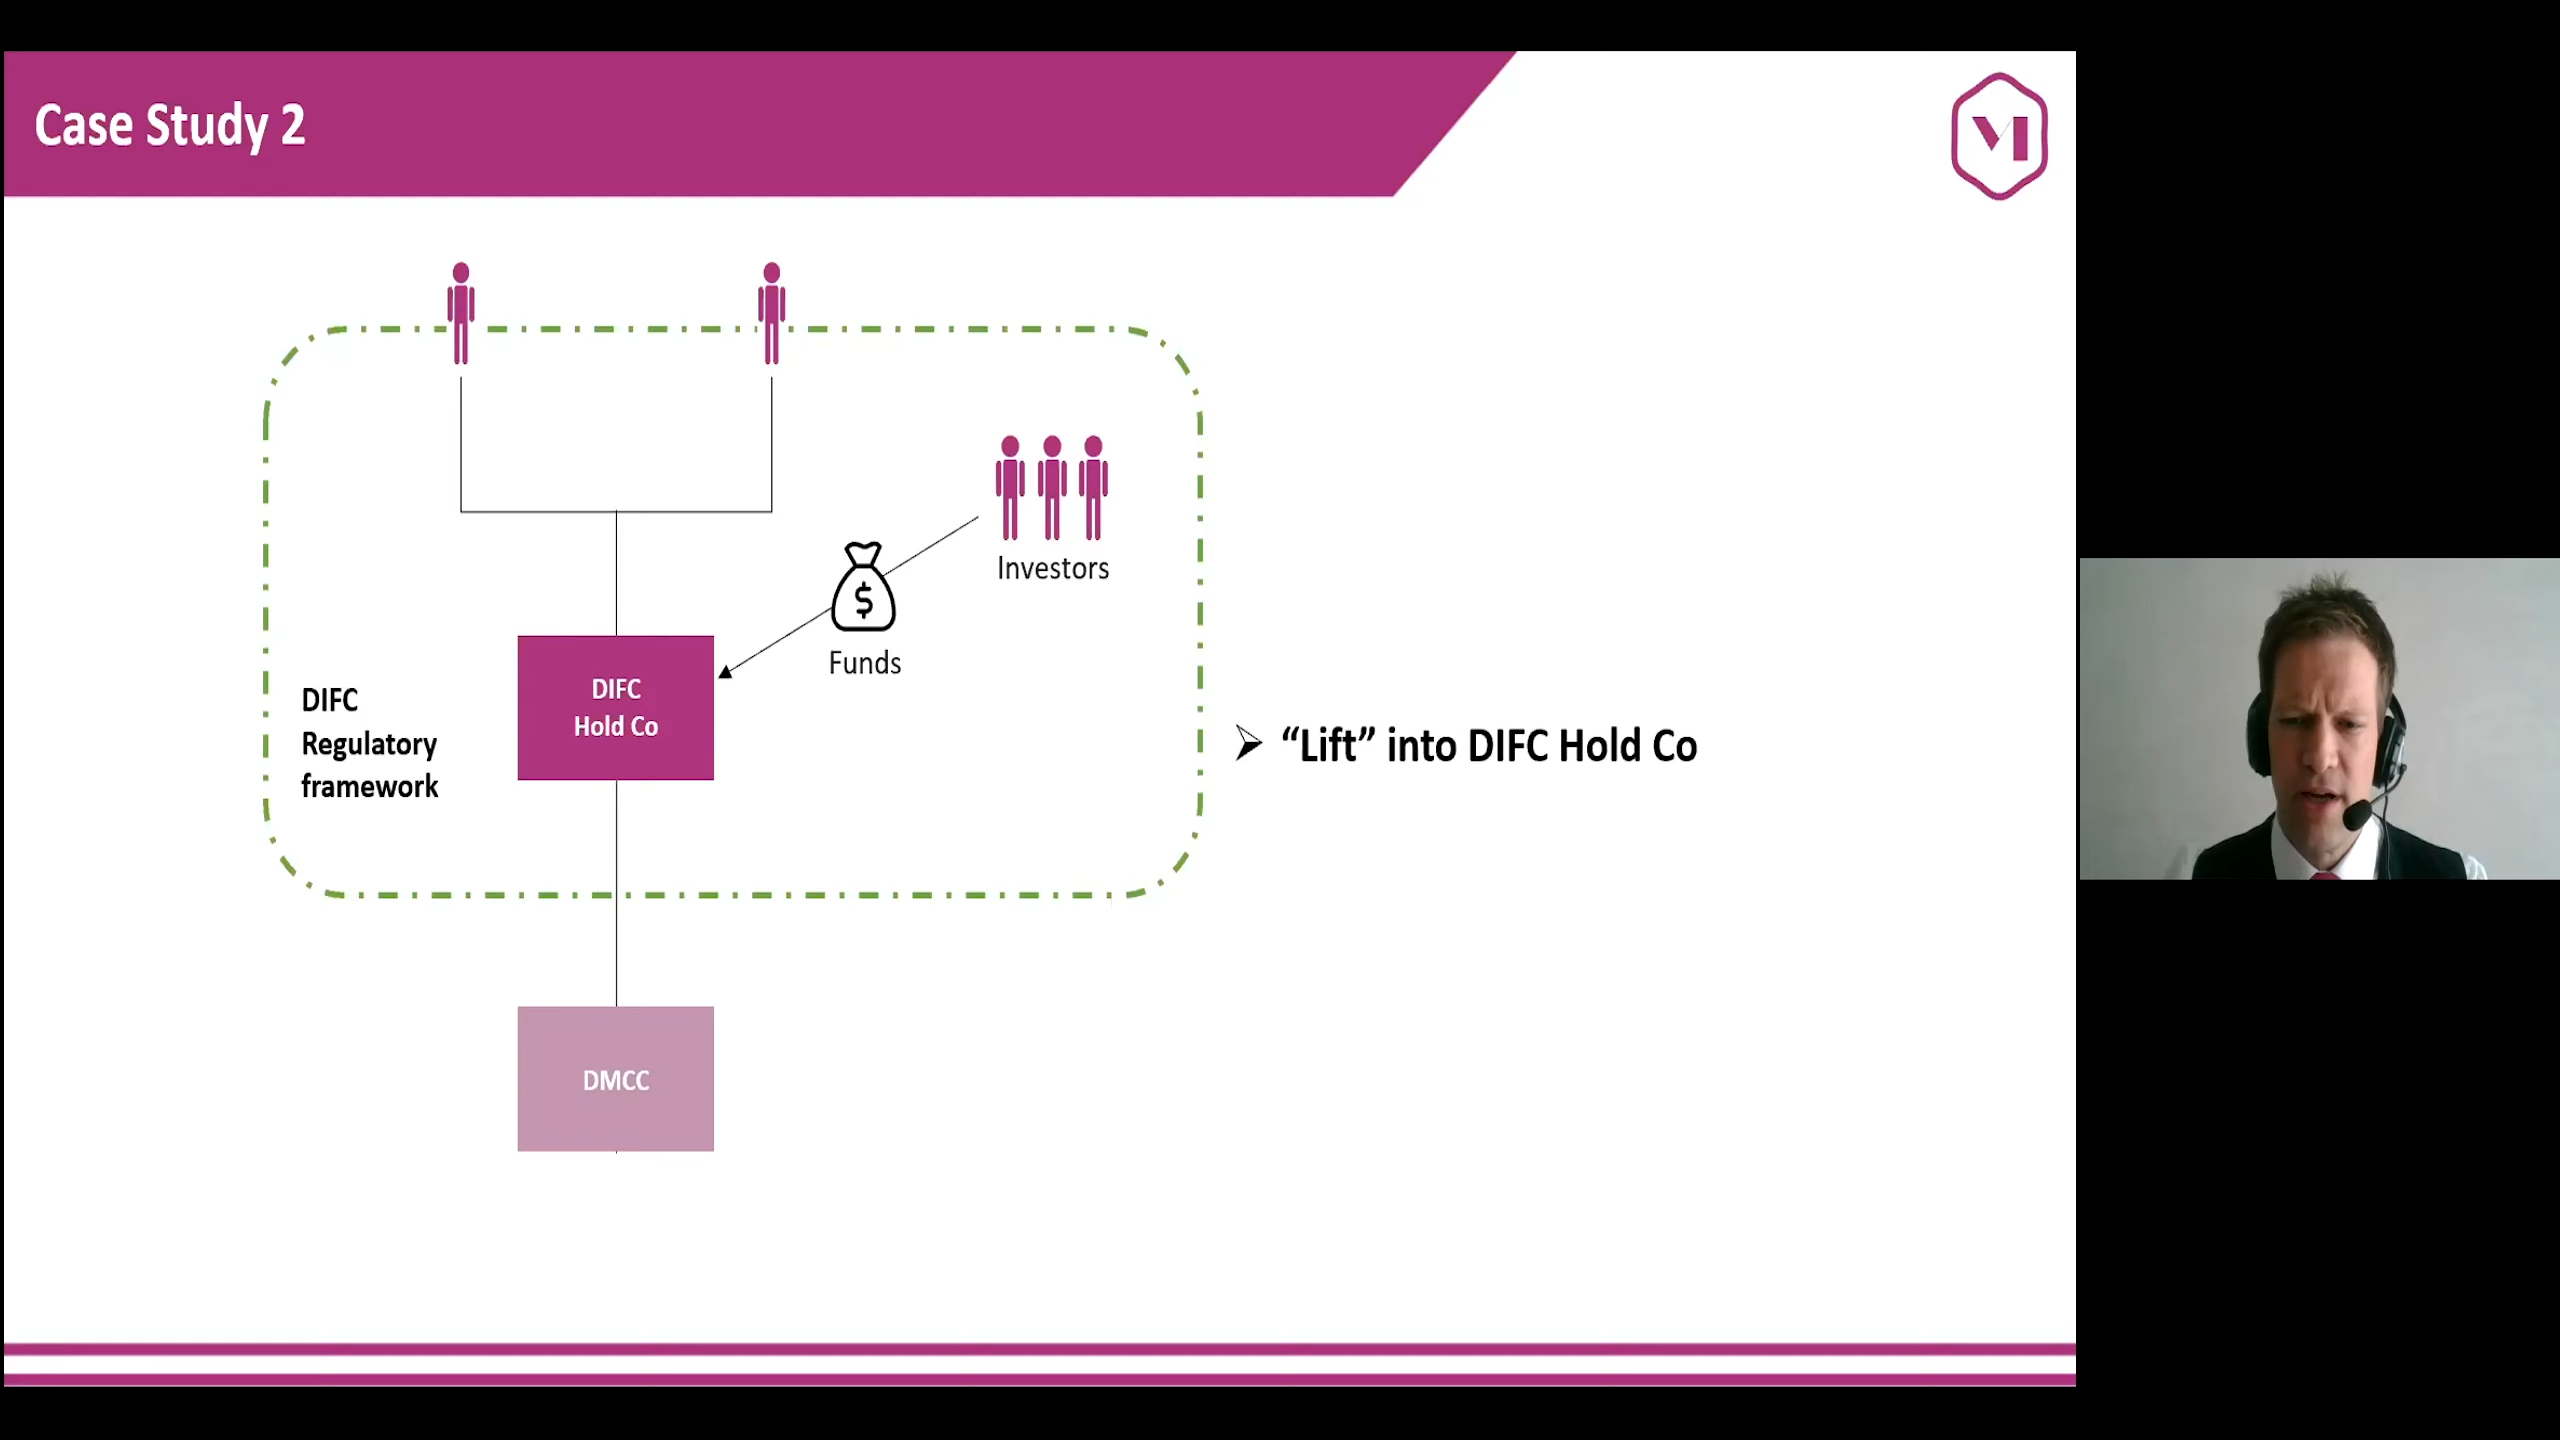 Case Study 2
Investors
$
Funds
DIFC
Hold Co
DIFC
Regulatory
framework
“Lift” into DIFC Hold Co
DMCC